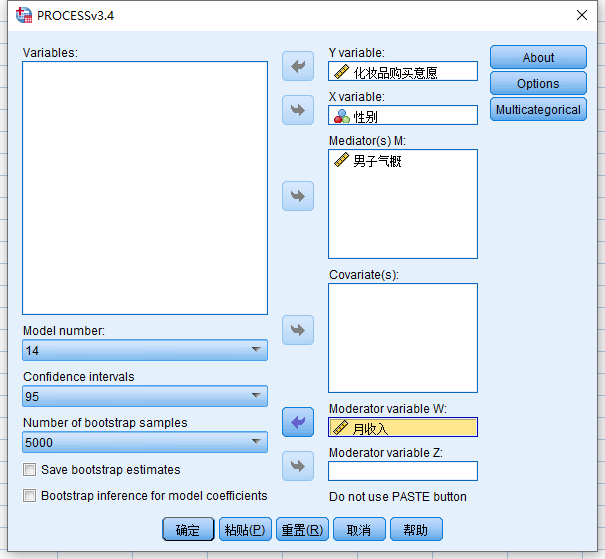 PROCESSv3.4
Variables:
Y variable:
化妆品购买意愿
X variable:
性别
Mediator(s) M:
男子气概
Covariate(s):
Model number:
14
Confidence intervals
95
Number of bootstrap samples
5000
Save bootstrap estimates
Bootstrap inference for model coefficients
Moderator variable W:
月收入
Moderator variable Z:
Do not use PASTE button
About
Options
Multicategorical
确定 粘贴(P) 重置(R) 取消 帮助